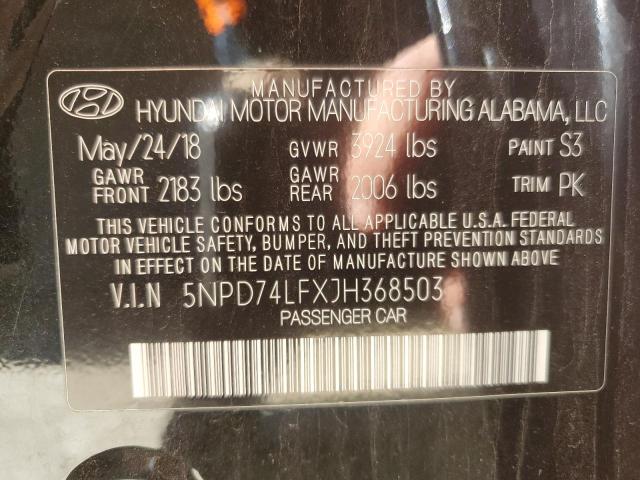 MANUFACTURED BY
HYUNDAI MOTOR MANUFACTURING ALABAMA, LLC
May/24/18 GVWR 3924 lbs PAINT S3
GAWR FRONT 2183 lbs GAWR REAR 2006 lbs TRIM PK
THIS VEHICLE CONFORMS TO ALL APPLICABLE U.S.A. FEDERAL
MOTOR VEHICLE SAFETY, BUMPER, AND THEFT PREVENTION STANDARDS
IN EFFECT ON THE DATE OF MANUFACTURE SHOWN ABOVE.
V.I.N 5NPD74LFXJH368503
PASSENGER CAR